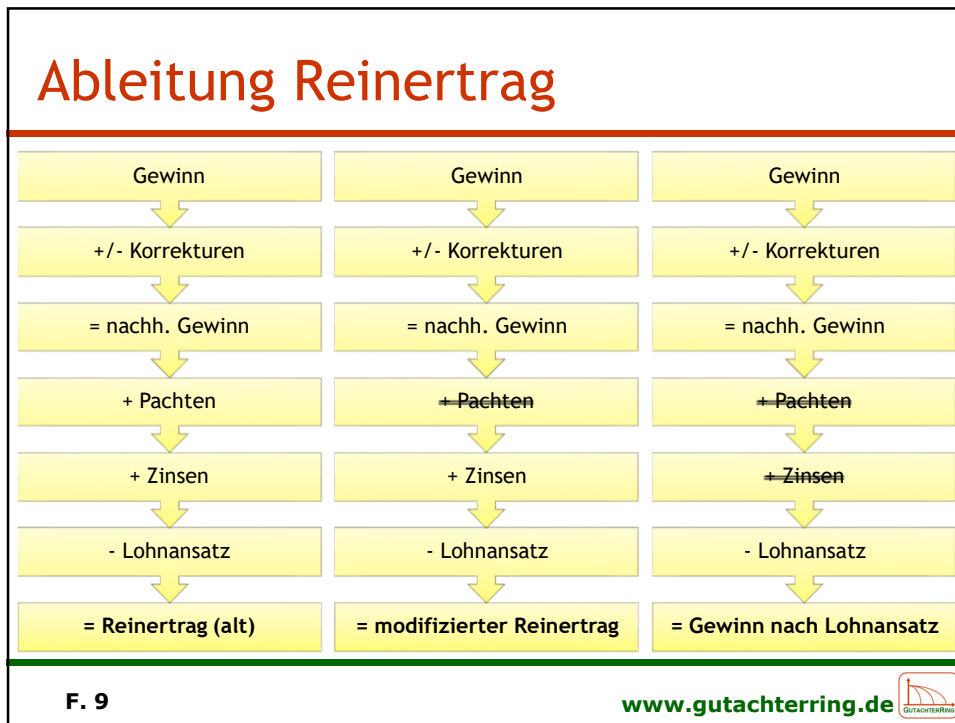 Ableitung Reinertrag
Gewinn
+/- Korrekturen
= nachh. Gewinn
+ Pachten
+ Zinsen
- Lohnansatz
= Reinertrag (alt)
Gewinn
+/- Korrekturen
= nachh. Gewinn
+ Pachten
+ Zinsen
- Lohnansatz
= modifizierter Reinertrag
Gewinn
+/- Korrekturen
= nachh. Gewinn
+ Pachten
+ Zinsen
- Lohnansatz
= Gewinn nach Lohnansatz
F. 9
www.gutachterring.de
GUTACHTERRING